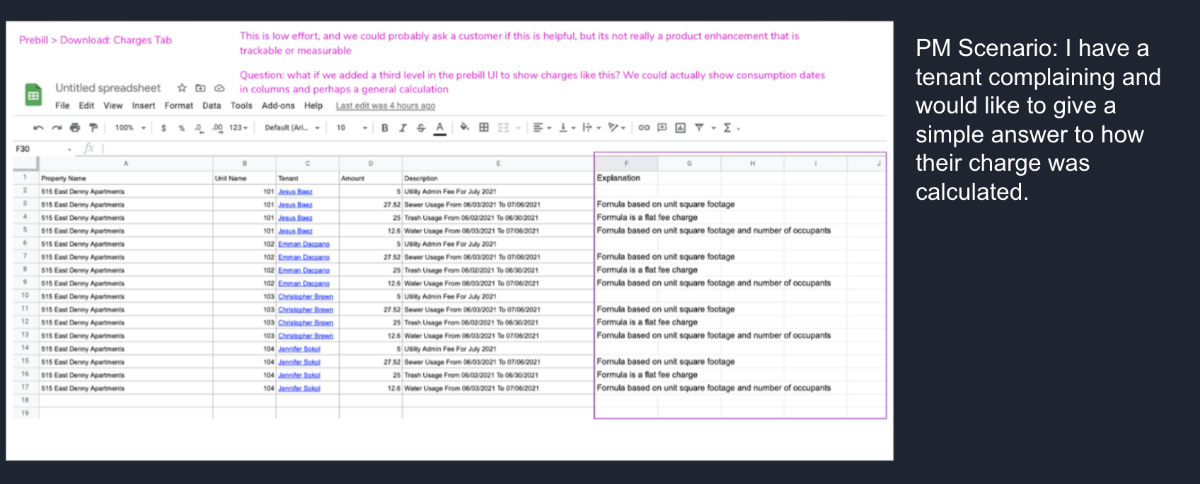 Prebill > Download: Charges Tab
This is low effort, and we could probably ask a customer if this is helpful, but its not really a product enhancement that is
trackable or measurable
Question: what if we added a third level in the prebill UI to show charges like this? We could actually show consumption dates
in columns and perhaps a general calculation
PM Scenario: I have a
tenant complaining and
would like to give a
simple answer to how
their charge was
calculated.
Untitled spreadsheet
File Edit View Insert Format Data Tools Add-ons Help Last edit was 4 hours ago
100% $ % .0 .00 123 Default (Ari... 10 B I S A
F30 fx
A B C D E F G H I J
1 Property Name Unit Name Tenant Amount Description Explanation
2 515 East Denny Apartments 101 Jesus Baez 5 Utility Admin Fee For July 2021
3 515 East Denny Apartments 101 Jesus Baez 27.52 Sewer Usage From 06/03/2021 To 07/06/2021 Formula based on unit square footage
4 515 East Denny Apartments 101 Jesus Baez 25 Trash Usage From 06/02/2021 To 06/30/2021 Formula is a flat fee charge
5 515 East Denny Apartments 101 Jesus Baez 12.6 Water Usage From 06/03/2021 To 07/06/2021 Formula based on unit square footage and number of occupants
6 515 East Denny Apartments 102 Emman Dacpano 5 Utility Admin Fee For July 2021
7 515 East Denny Apartments 102 Emman Dacpano 27.52 Sewer Usage From 06/03/2021 To 07/06/2021 Formula based on unit square footage
8 515 East Denny Apartments 102 Emman Dacpano 25 Trash Usage From 06/02/2021 To 06/30/2021 Formula is a flat fee charge
9 515 East Denny Apartments 102 Emman Dacpano 12.6 Water Usage From 06/03/2021 To 07/06/2021 Formula based on unit square footage and number of occupants
10 515 East Denny Apartments 103 Christopher Brown 5 Utility Admin Fee For July 2021
11 515 East Denny Apartments 103 Christopher Brown 27.52 Sewer Usage From 06/03/2021 To 07/06/2021 Formula based on unit square footage
12 515 East Denny Apartments 103 Christopher Brown 25 Trash Usage From 06/02/2021 To 06/30/2021 Formula is a flat fee charge
13 515 East Denny Apartments 103 Christopher Brown 12.6 Water Usage From 06/03/2021 To 07/06/2021 Formula based on unit square footage and number of occupants
14 515 East Denny Apartments 104 Jennifer Sokol 5 Utility Admin Fee For July 2021
15 515 East Denny Apartments 104 Jennifer Sokol 27.52 Sewer Usage From 06/03/2021 To 07/06/2021 Formula based on unit square footage
16 515 East Denny Apartments 104 Jennifer Sokol 25 Trash Usage From 06/02/2021 To 06/30/2021 Formula is a flat fee charge
17 515 East Denny Apartments 104 Jennifer Sokol 12.6 Water Usage From 06/03/2021 To 07/06/2021 Formula based on unit square footage and number of occupants
18
19